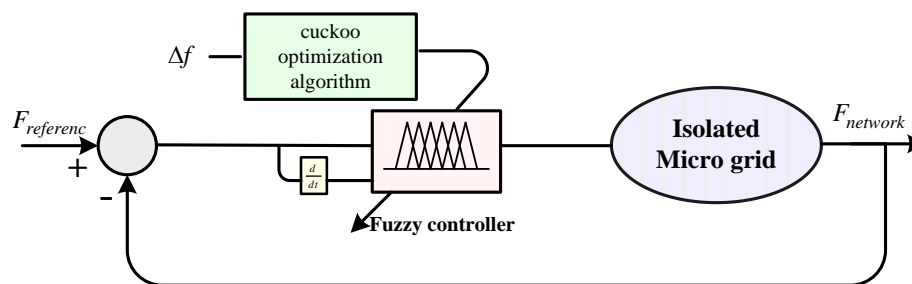 cuckoo
optimization
algorithm
Δf
F_referenc
+
-
d/dt
Fuzzy controller
Isolated
Micro grid
F_network